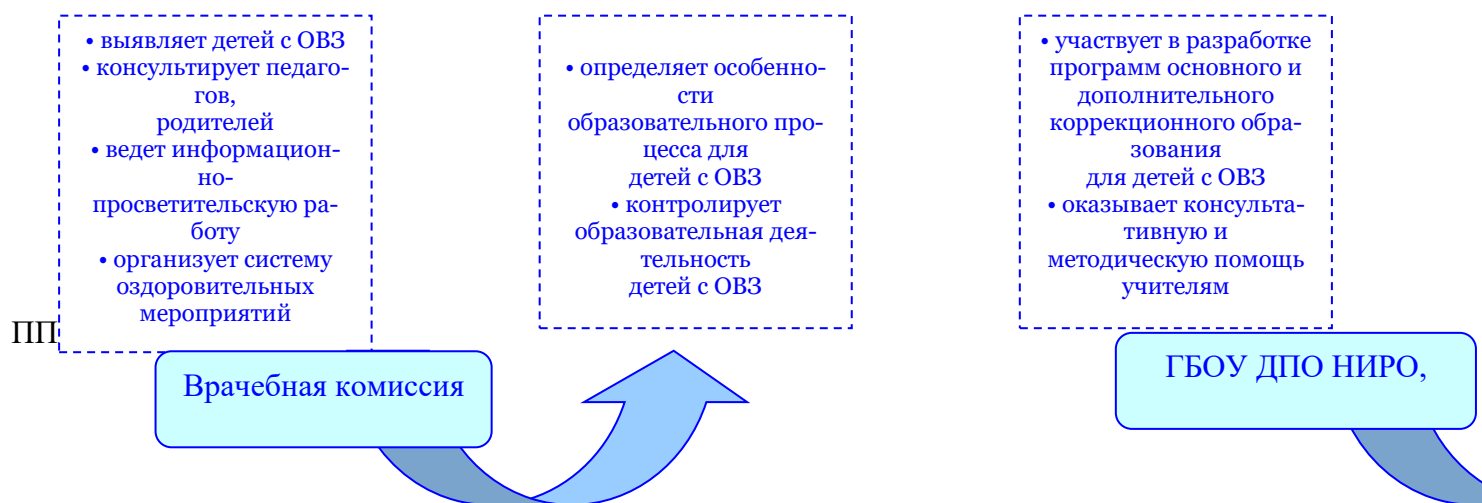 • выявляет детей с ОВЗ
• консультирует педаго-
гов,
родителей
• ведет информацион-
но-
просветительскую ра-
боту
• организует систему
оздоровительных
мероприятий
• определяет особенно-
сти
образовательного про-
цесса для
детей с ОВЗ
• контролирует
образовательная дея-
тельность
детей с ОВЗ
• участвует в разработке
программ основного и
дополнительного
коррекционного обра-
зования
для детей с ОВЗ
• оказывает консульта-
тивную и
методическую помощь
учителям
ПП
Врачебная комиссия
ГБОУ ДПО НИРО,